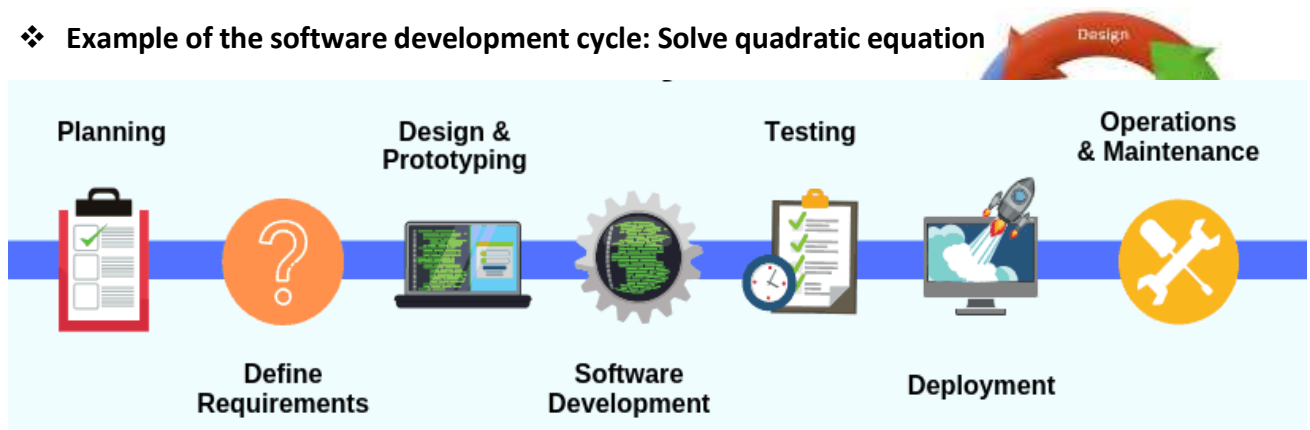 ❖ Example of the software development cycle: Solve quadratic equation
Design
Planning
Define
Requirements
Design &
Prototyping
Software
Development
Testing
Deployment
Operations
& Maintenance